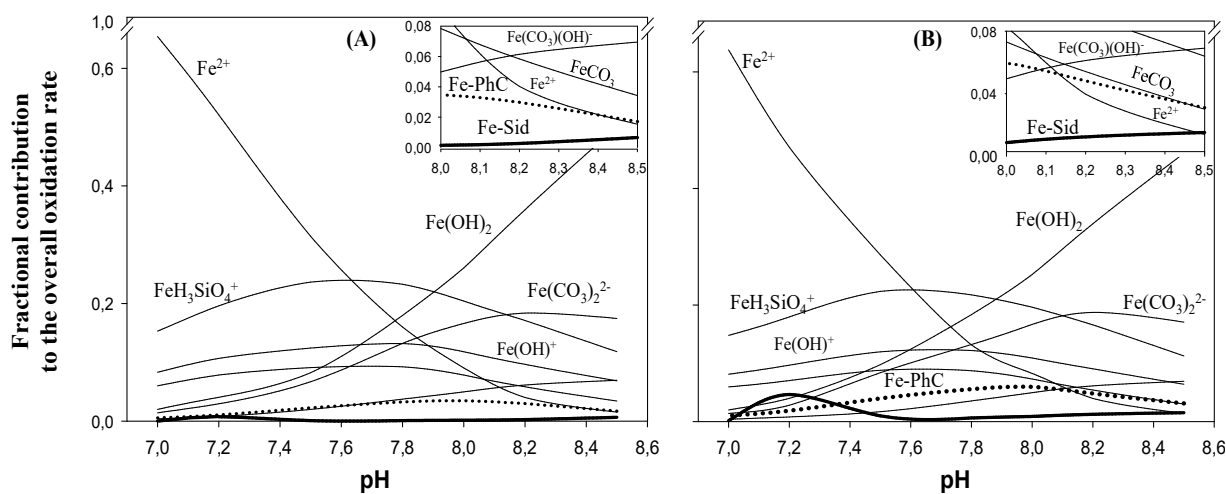 Fractional contribution
to the overall oxidation rate
1,0
0,6
0,4
0,2
0,0
(A)
Fe²⁺
FeH₃SiO₄⁺
Fe(OH)₂
Fe(CO₃)₂²⁻
Fe(OH)⁺
0,08
0,04
0,00
Fe(CO₃)(OH)⁻
Fe-PhC
Fe²⁺
FeCO₃
Fe-Sid
8,0 8,1 8,2 8,3 8,4 8,5
7,0 7,2 7,4 7,6 7,8 8,0 8,2 8,4 8,6
pH
(B)
Fe²⁺
FeH₃SiO₄⁺
Fe(OH)⁺
Fe(OH)₂
Fe(CO₃)₂²⁻
Fe-PhC
0,08
0,04
0,00
Fe(CO₃)(OH)⁻
FeCO₃
Fe²⁺
Fe-Sid
8,0 8,1 8,2 8,3 8,4 8,5
7,0 7,2 7,4 7,6 7,8 8,0 8,2 8,4 8,6
pH